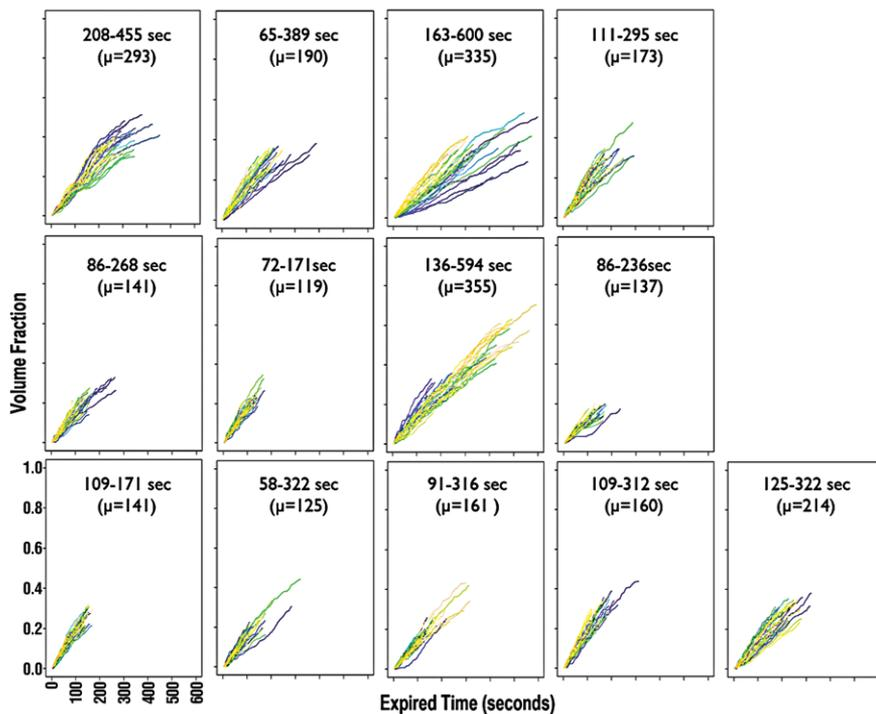 208-455 sec
(μ=293)
65-389 sec
(μ=190)
163-600 sec
(μ=335)
111-295 sec
(μ=173)
86-268 sec
(μ=141)
72-171sec
(μ=119)
136-594 sec
(μ=355)
86-236sec
(μ=137)
Volume Fraction
109-171 sec
(μ=141)
58-322 sec
(μ=125)
91-316 sec
(μ=161 )
109-312 sec
(μ=160)
125-322 sec
(μ=214)
1.0
0.8
0.6
0.4
0.2
0.0
0
100
200
300
400
500
600
Expired Time (seconds)